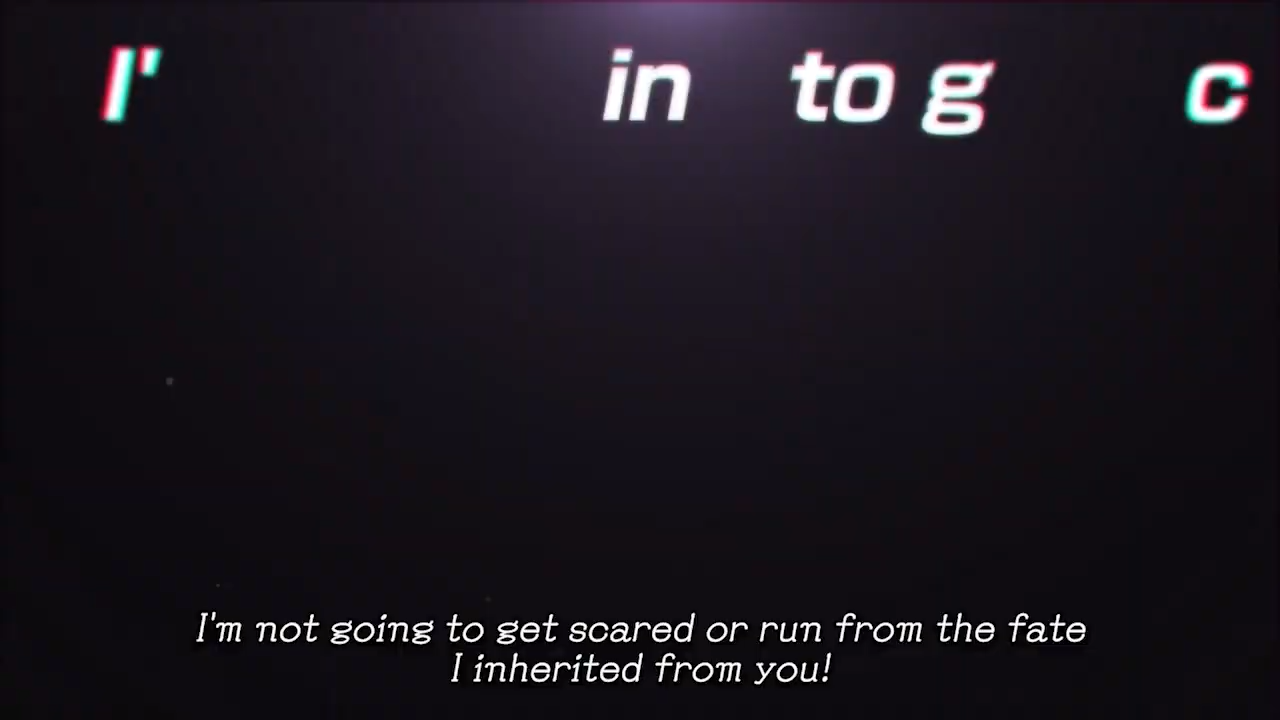 I' in to g c
I'm not going to get scared or run from the fate
I inherited from you!